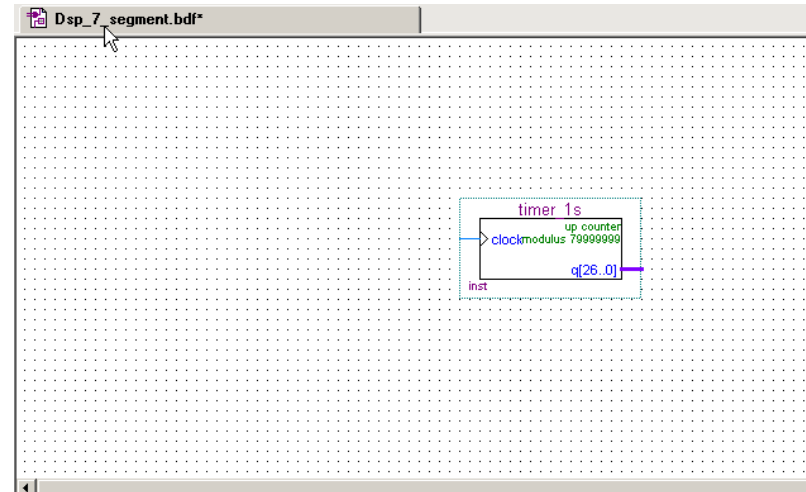 Dsp_7_segment.bdf*
timer_1s
up counter
clock modulus 79999999
q[26..0]
inst